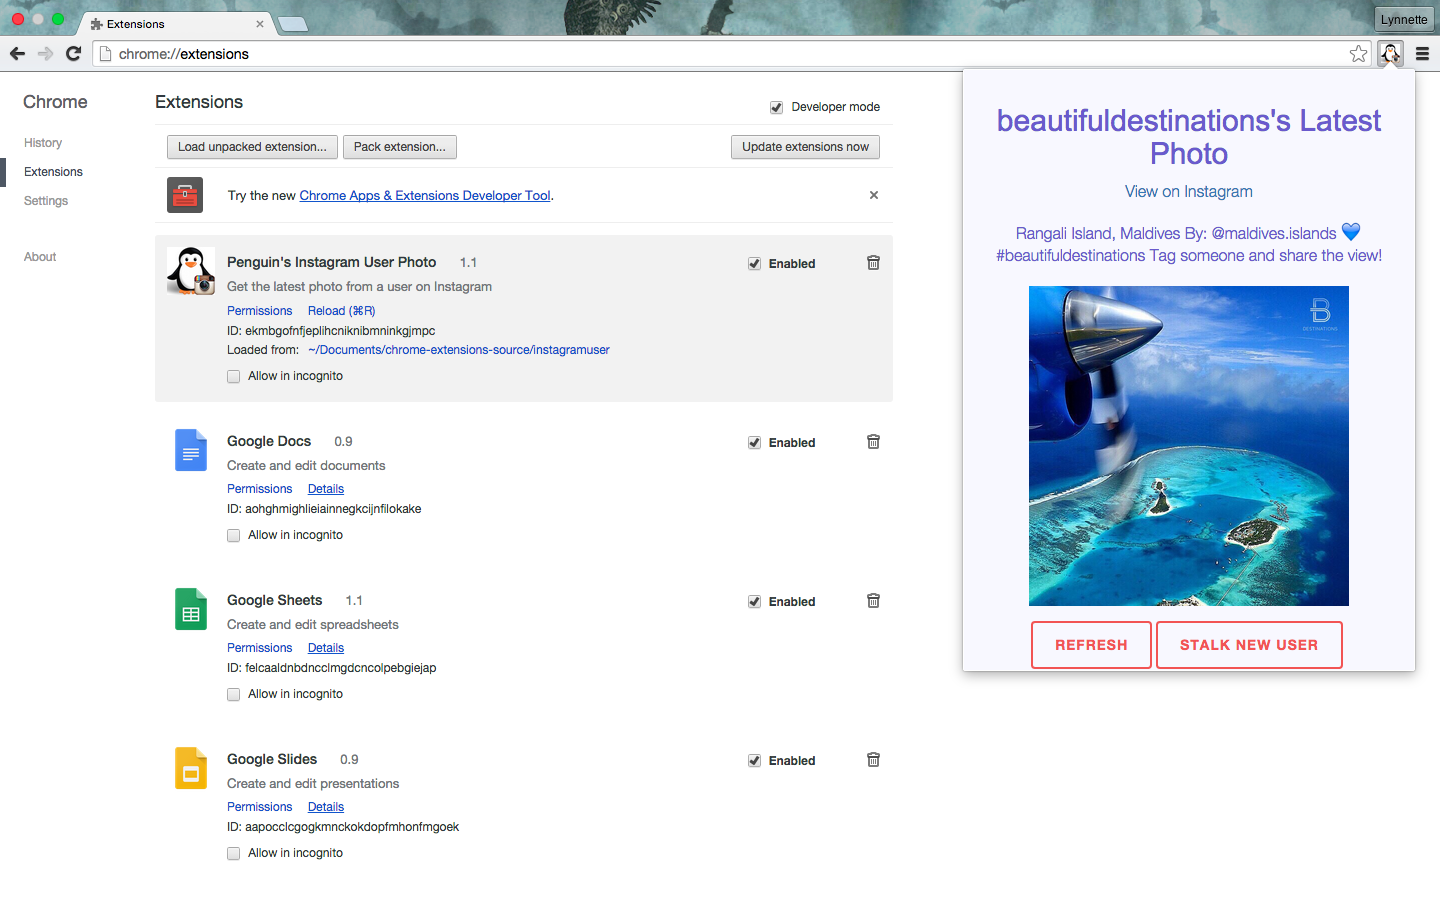 Extensions
Lynnette
chrome://extensions
Chrome
History
Extensions
Settings
About
Extensions
Developer mode
Load unpacked extension...
Pack extension...
Update extensions now
Try the new Chrome Apps & Extensions Developer Tool.
Penguin's Instagram User Photo 1.1
Enabled
Get the latest photo from a user on Instagram
Permissions Reload (⌘R)
ID: ekmbgofnfjeplihcniknibmninkgjmpc
Loaded from: ~/Documents/chrome-extensions-source/instagramuser
Allow in incognito
Google Docs 0.9
Enabled
Create and edit documents
Permissions Details
ID: aohghmighlieiainnegkcijnfilokake
Allow in incognito
Google Sheets 1.1
Enabled
Create and edit spreadsheets
Permissions Details
ID: felcaaldnbdncclmgdcncolpebgiejap
Allow in incognito
Google Slides 0.9
Enabled
Create and edit presentations
Permissions Details
ID: aapocclcgogkmnckokdopfmhonfmgoek
Allow in incognito
beautifuldestinations's Latest
Photo
View on Instagram
Rangali Island, Maldives By: @maldives.islands 💙
#beautifuldestinations Tag someone and share the view!
B
DESTINATIONS
REFRESH
STALK NEW USER